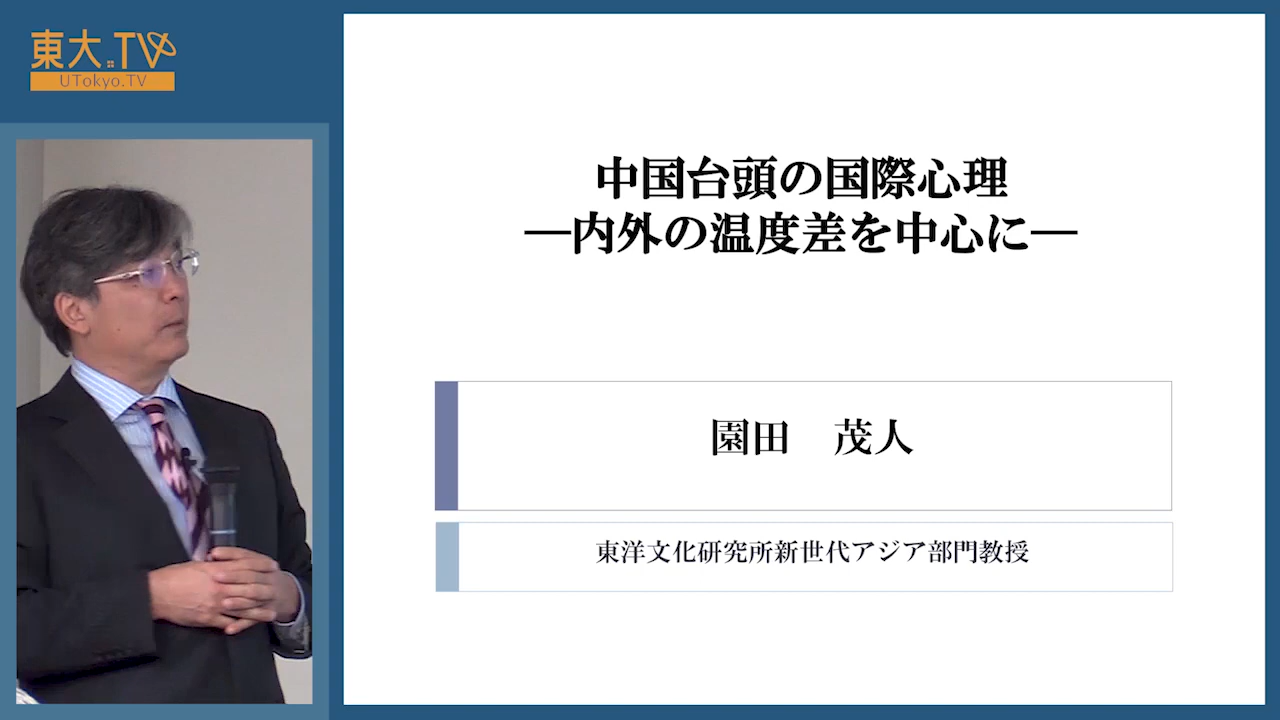 東大.TV
UTokyo.TV
中国台頭の国際心理
―内外の温度差を中心に―
園田　茂人
東洋文化研究所新世代アジア部門教授